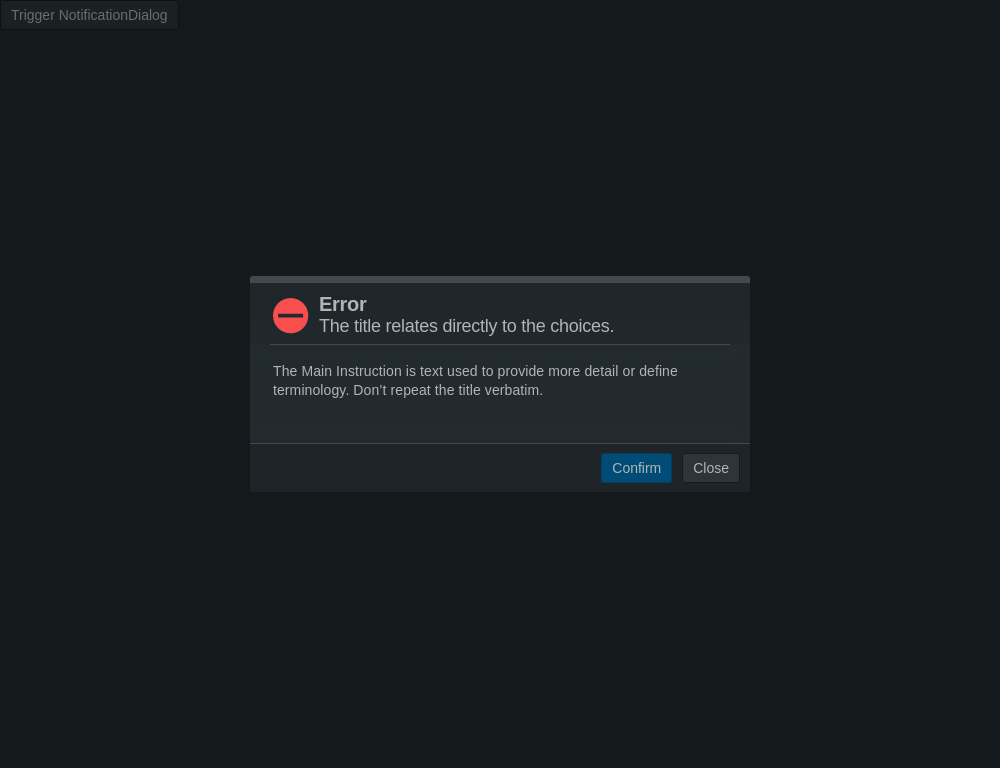 Trigger NotificationDialog
Error
The title relates directly to the choices.
The Main Instruction is text used to provide more detail or define
terminology. Don’t repeat the title verbatim.
Confirm Close